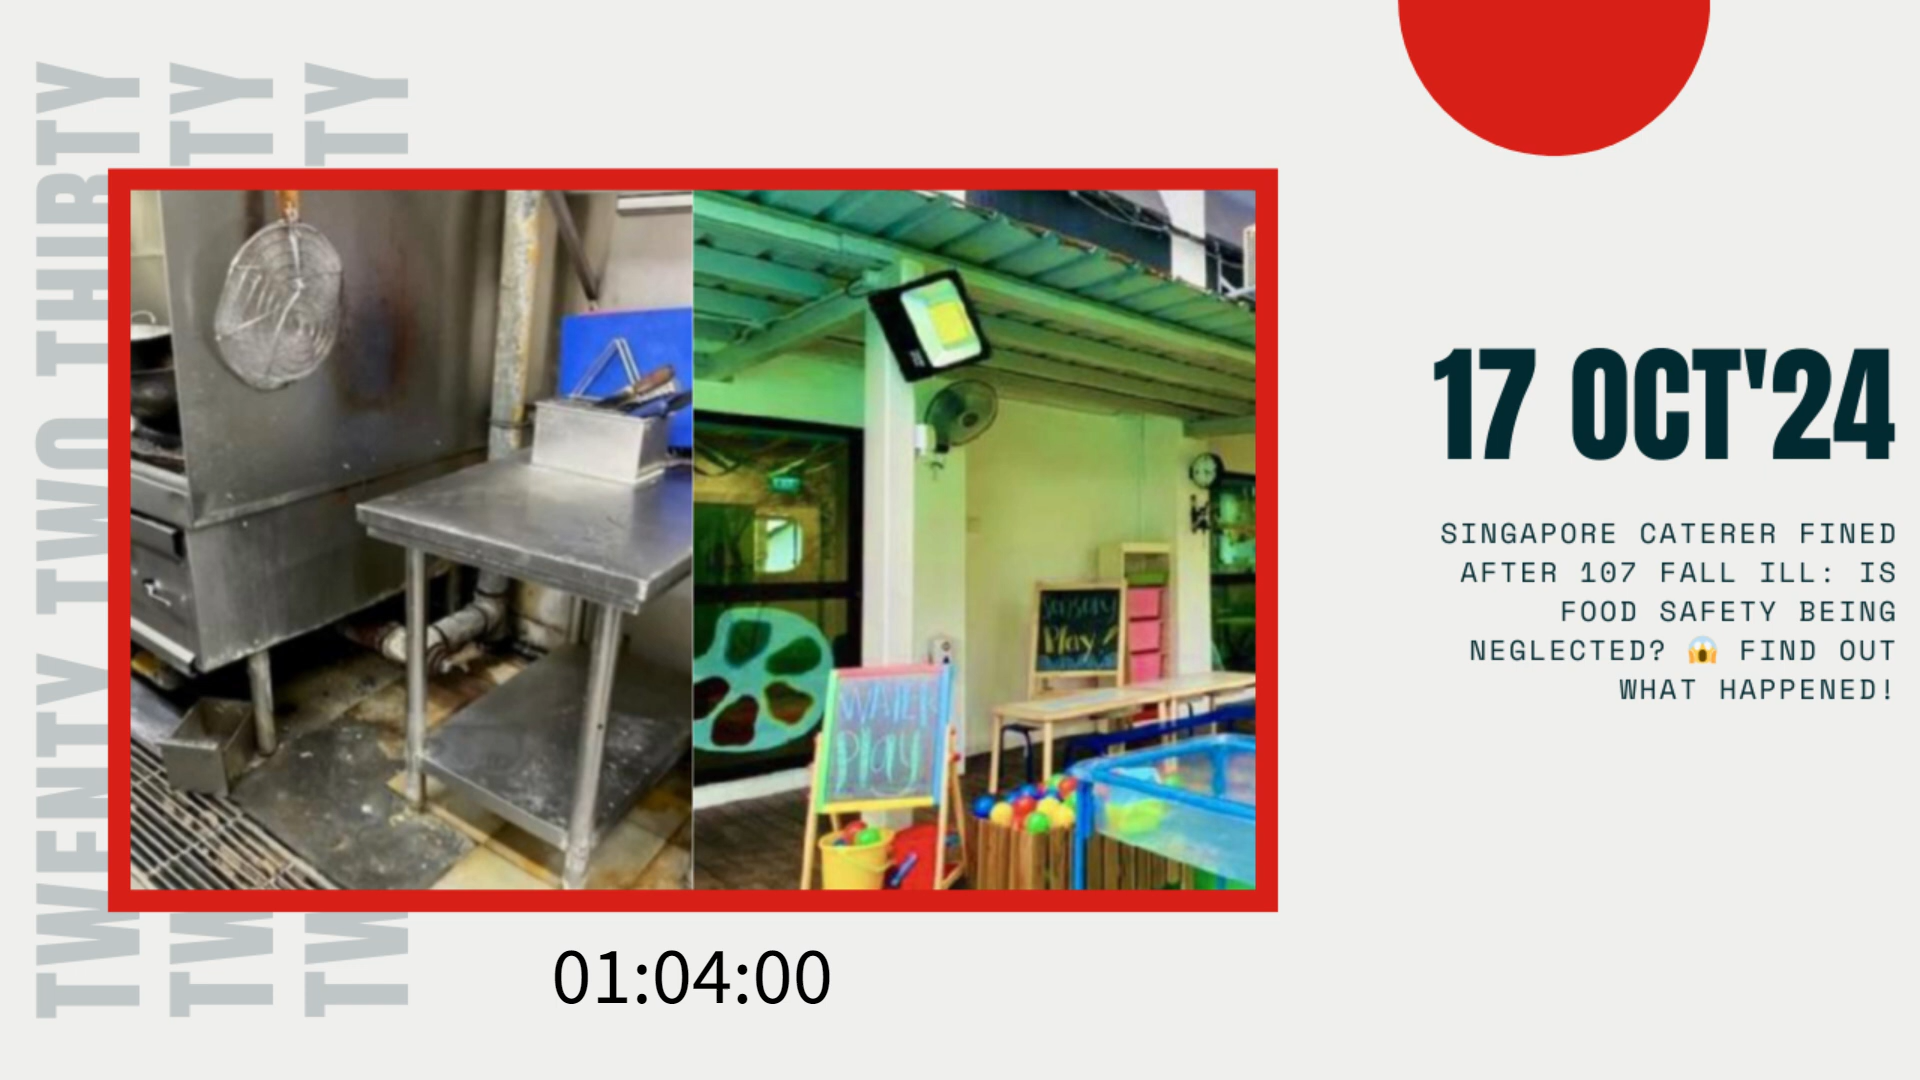 TWENTY TWO THIRTY
17 OCT'24
SINGAPORE CATERER FINED
AFTER 107 FALL ILL: IS
FOOD SAFETY BEING
NEGLECTED? 😱 FIND OUT
WHAT HAPPENED!
Sensory
Play!
WATER
Play
01:04:00